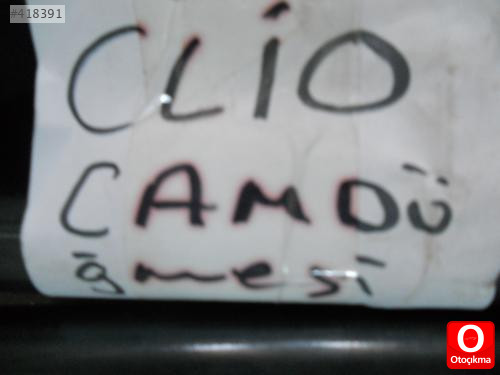 #418391
CLİO
CAMDÜ
ğmesi
O
Otoçıkma